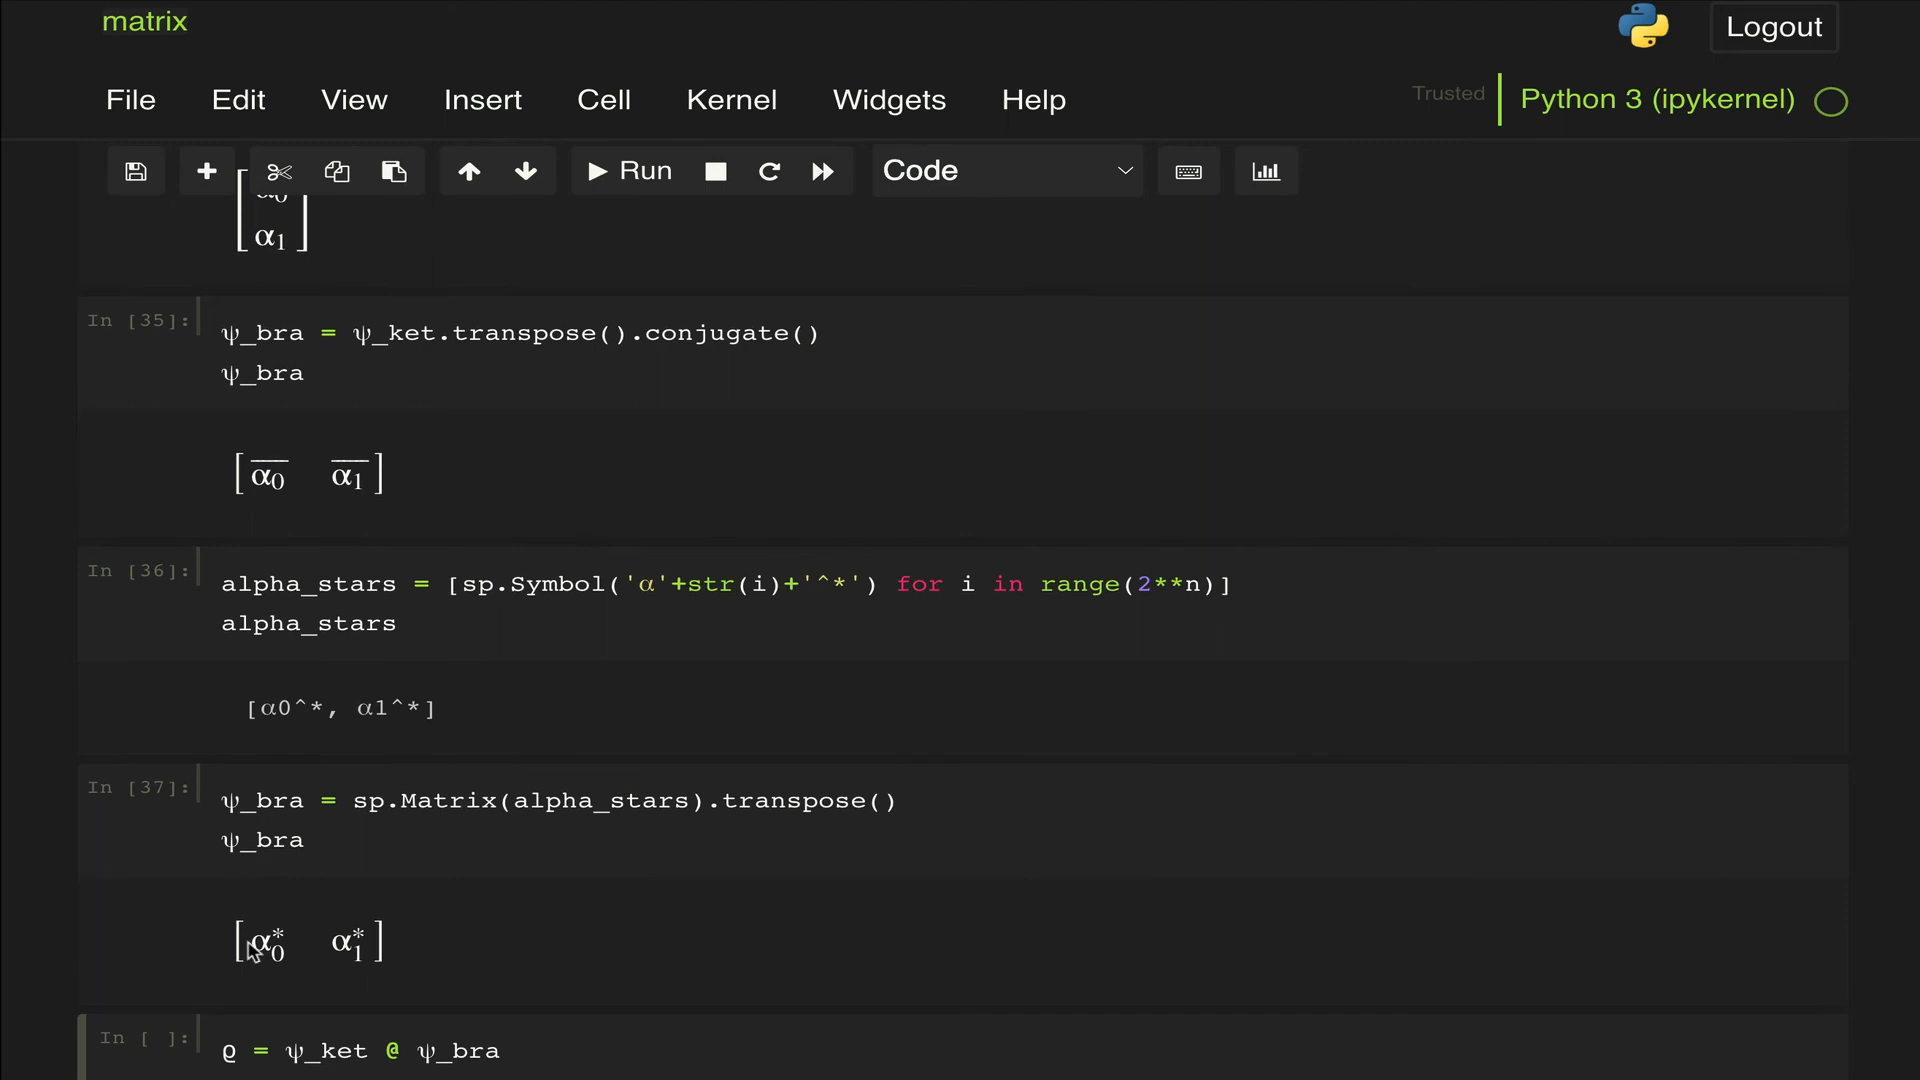 matrix
Logout
File Edit View Insert Cell Kernel Widgets Help
Trusted
Python 3 (ipykernel)
Run
Code
α0
α1
In [35]:
ψ_bra = ψ_ket.transpose().conjugate()
ψ_bra
[α̅₀ α̅₁]
In [36]:
alpha_stars = [sp.Symbol('α'+str(i)+'^*') for i in range(2**n)]
alpha_stars
[α0^*, α1^*]
In [37]:
ψ_bra = sp.Matrix(alpha_stars).transpose()
ψ_bra
[α₀* α₁*]
In [ ]:
ϱ = ψ_ket @ ψ_bra